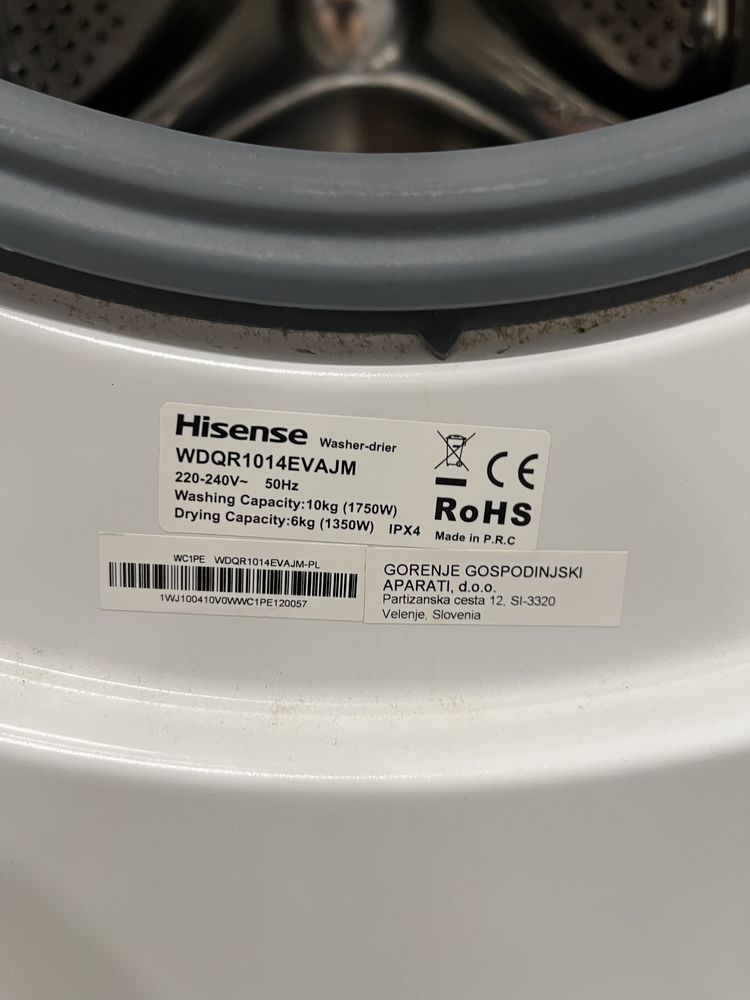 Hisense Washer-drier
WDQR1014EVAJM
220-240V~ 50Hz
Washing Capacity:10kg (1750W)
Drying Capacity:6kg (1350W) IPX4
CE
RoHS
Made in P.R.C
WC1PE WDQR1014EVAJM-PL
1WJ100410V0WWC1PE120057
GORENJE GOSPODINJSKI
APARATI, d.o.o.
Partizanska cesta 12, SI-3320
Velenje, Slovenia